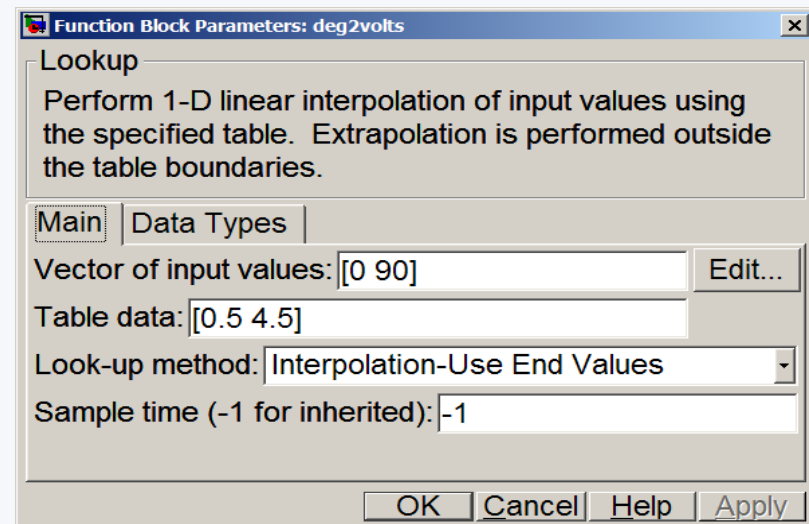 Function Block Parameters: deg2volts
Lookup
Perform 1-D linear interpolation of input values using
the specified table. Extrapolation is performed outside
the table boundaries.
Main Data Types
Vector of input values: [0 90] Edit...
Table data: [0.5 4.5]
Look-up method: Interpolation-Use End Values
Sample time (-1 for inherited): -1
OK Cancel Help Apply